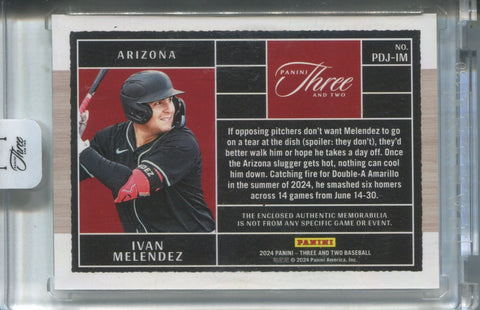 ARIZONA
IVAN
MELENDEZ
PANINI
Three
AND TWO
NO.
PDJ-IM
If opposing pitchers don't want Melendez to go
on a tear at the dish (spoiler: they don't), they'd
better walk him or hope he takes a day off. Once
the Arizona slugger gets hot, nothing can cool
him down. Catching fire for Double-A Amarillo
in the summer of 2024, he smashed six homers
across 14 games from June 14-30.
THE ENCLOSED AUTHENTIC MEMORABILIA
IS NOT FROM ANY SPECIFIC GAME OR EVENT.
PANINI
2024 PANINI – THREE AND TWO BASEBALL
© 2024 Panini America, Inc.
Three